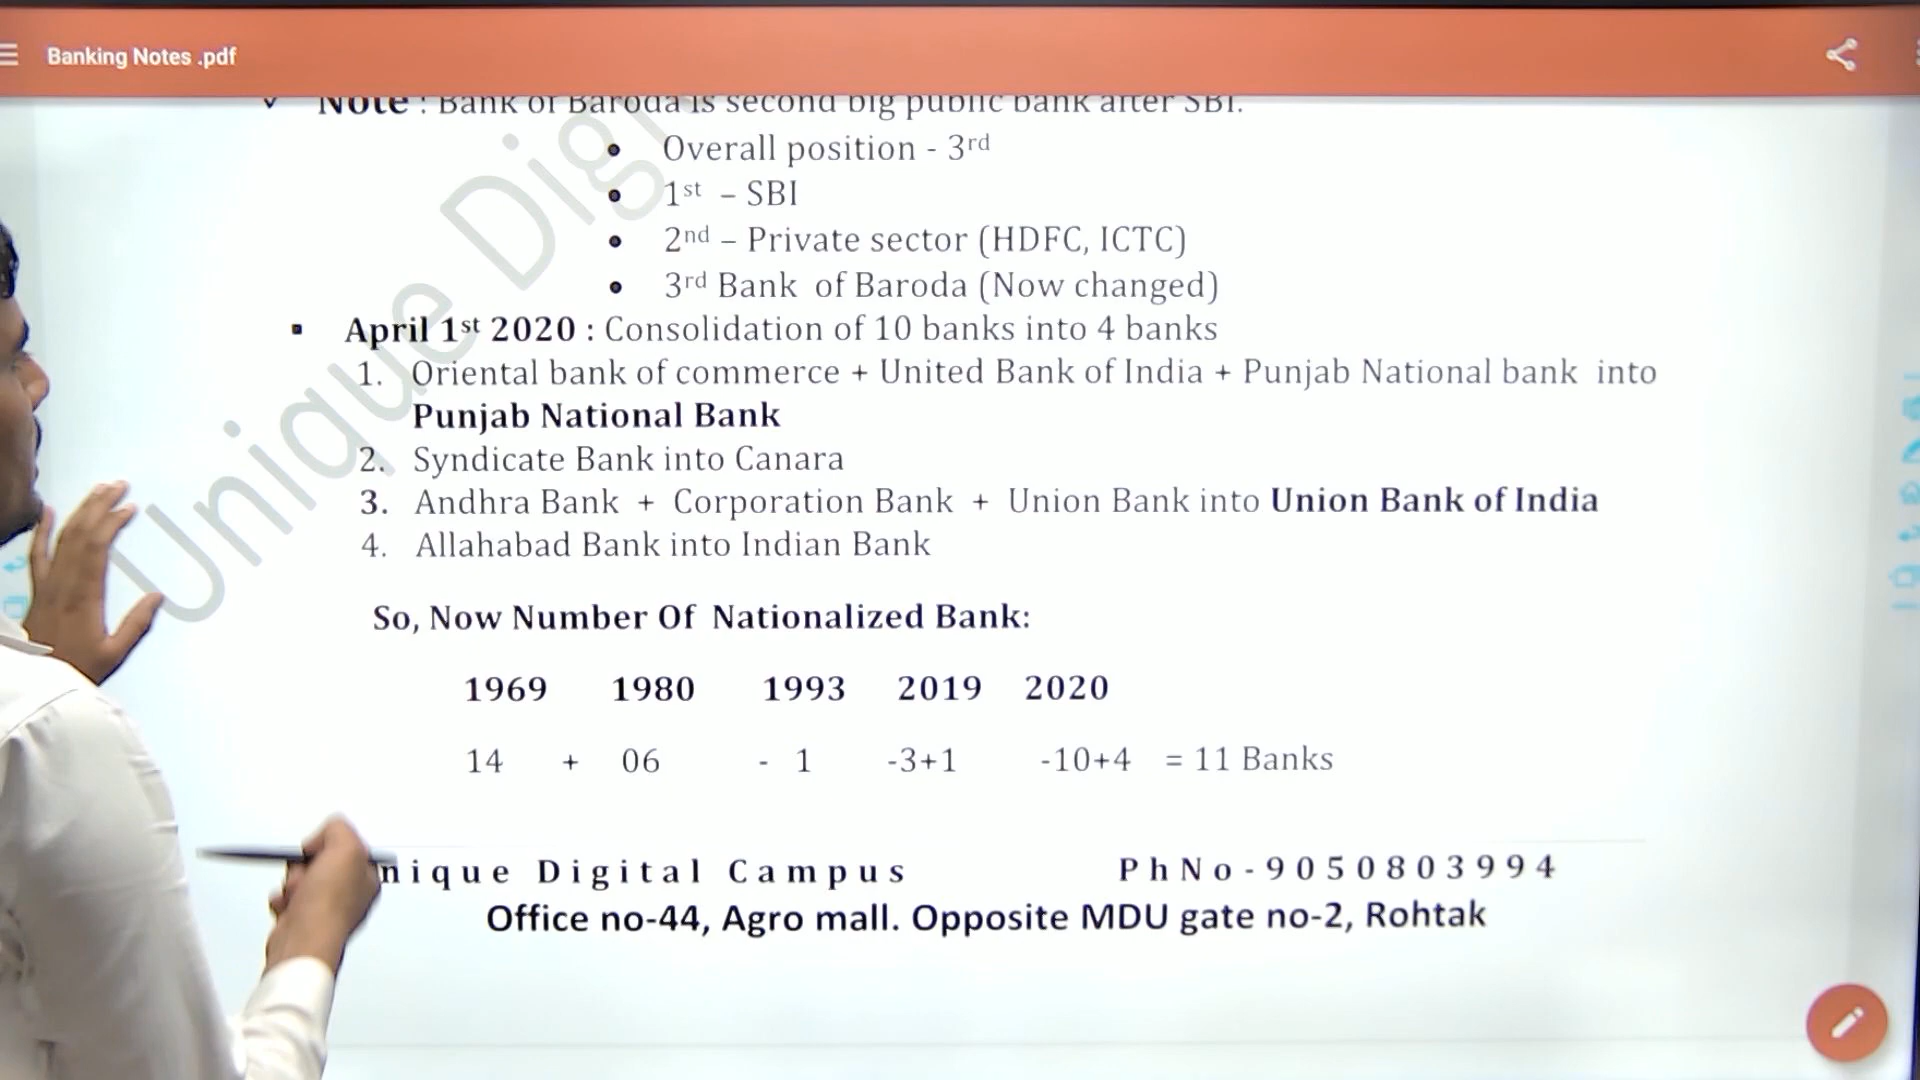 Banking Notes .pdf
Note : Bank of Baroda is second big public bank after SBI.
Overall position - 3rd
1st – SBI
2nd – Private sector (HDFC, ICTC)
3rd Bank of Baroda (Now changed)
April 1st 2020 : Consolidation of 10 banks into 4 banks
1. Oriental bank of commerce + United Bank of India + Punjab National bank into
Punjab National Bank
2. Syndicate Bank into Canara
3. Andhra Bank + Corporation Bank + Union Bank into Union Bank of India
4. Allahabad Bank into Indian Bank
So, Now Number Of Nationalized Bank:
1969 1980 1993 2019 2020
14 + 06 - 1 -3+1 -10+4 = 11 Banks
nique Digital Campus PhNo-9050803994
Office no-44, Agro mall. Opposite MDU gate no-2, Rohtak
Unique Digi